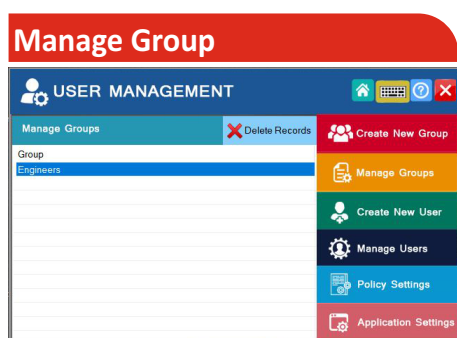 Manage Group
USER MANAGEMENT
Manage Groups
Delete Records
Group
Engineers
Create New Group
Manage Groups
Create New User
Manage Users
Policy Settings
Application Settings